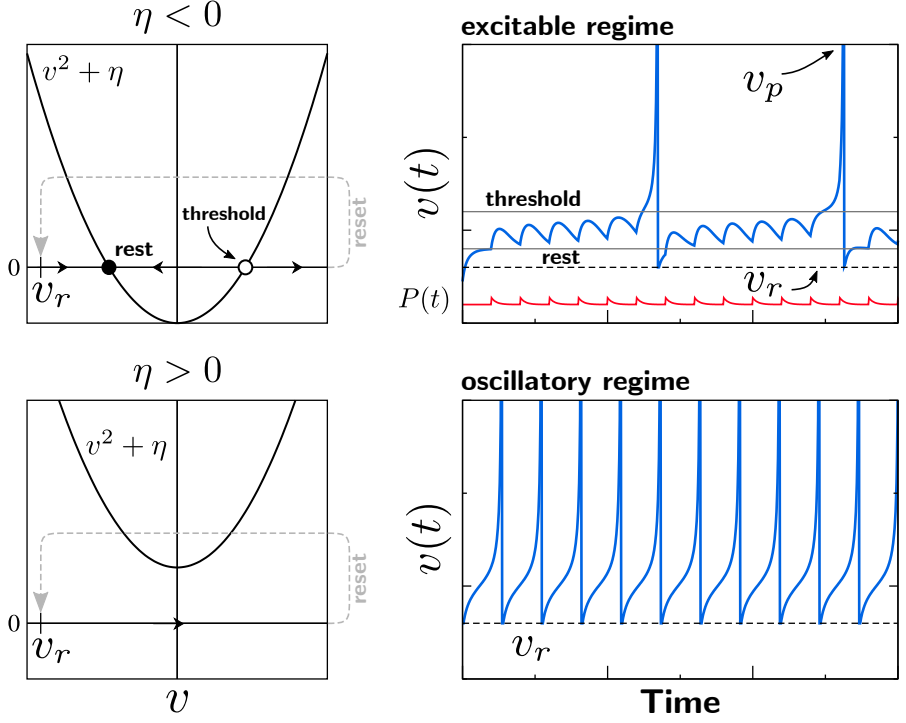 η < 0
v² + η
threshold
rest
reset
0
v_r
excitable regime
v_p
v(t)
threshold
rest
v_r
P(t)
η > 0
v² + η
reset
0
v_r
v
oscillatory regime
v(t)
v_r
Time